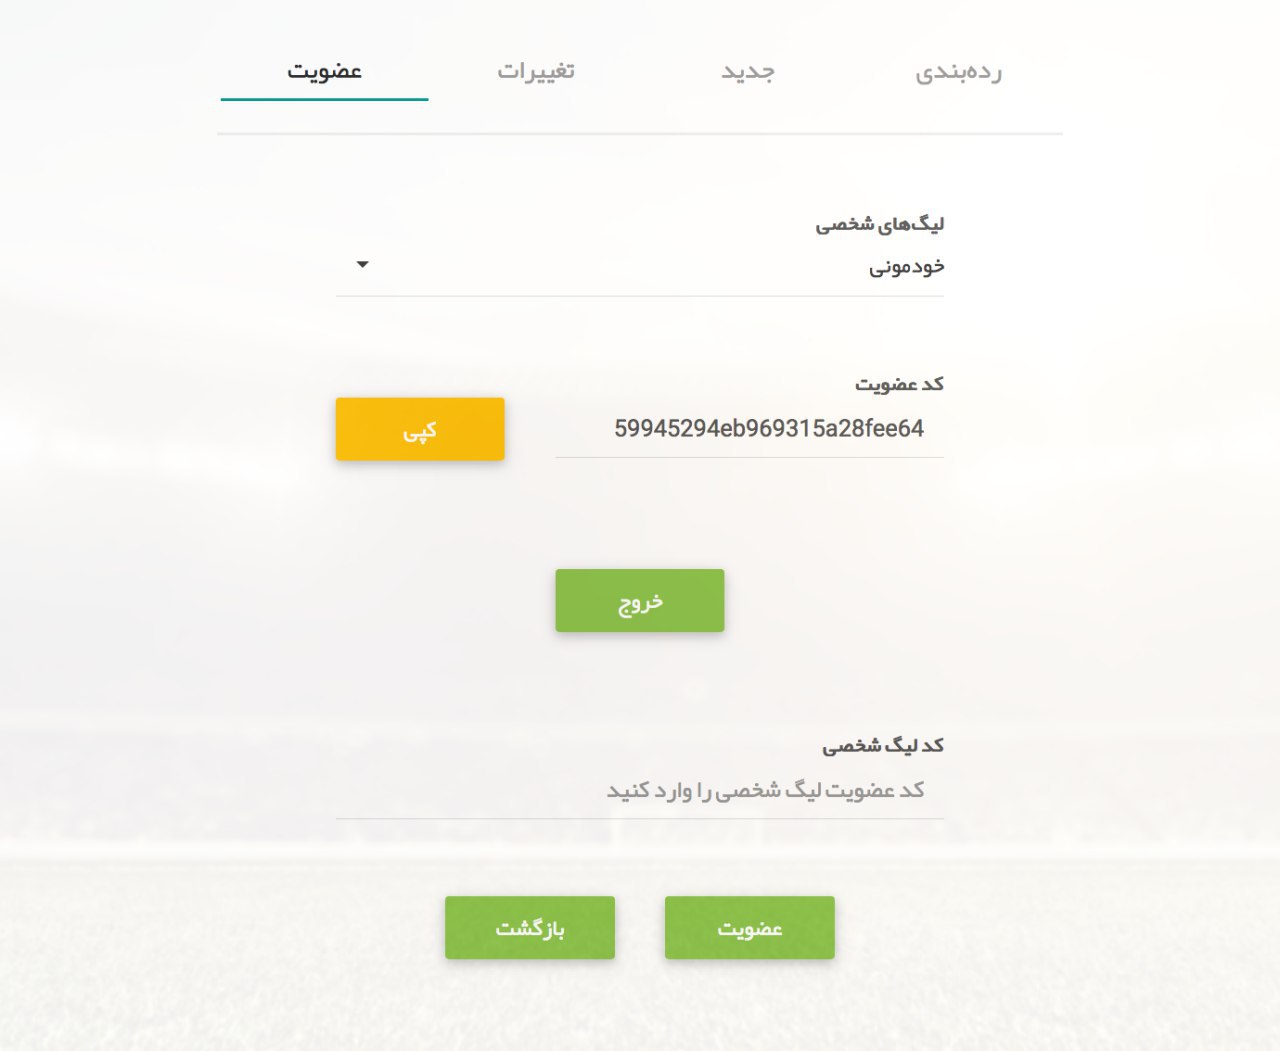 رده‌بندی
جدید
تغییرات
عضویت
لیگ‌های شخصی
خودمونی
کد عضویت
59945294eb969315a28fee64
کپی
خروج
کد لیگ شخصی
کد عضویت لیگ شخصی را وارد کنید
عضویت
بازگشت